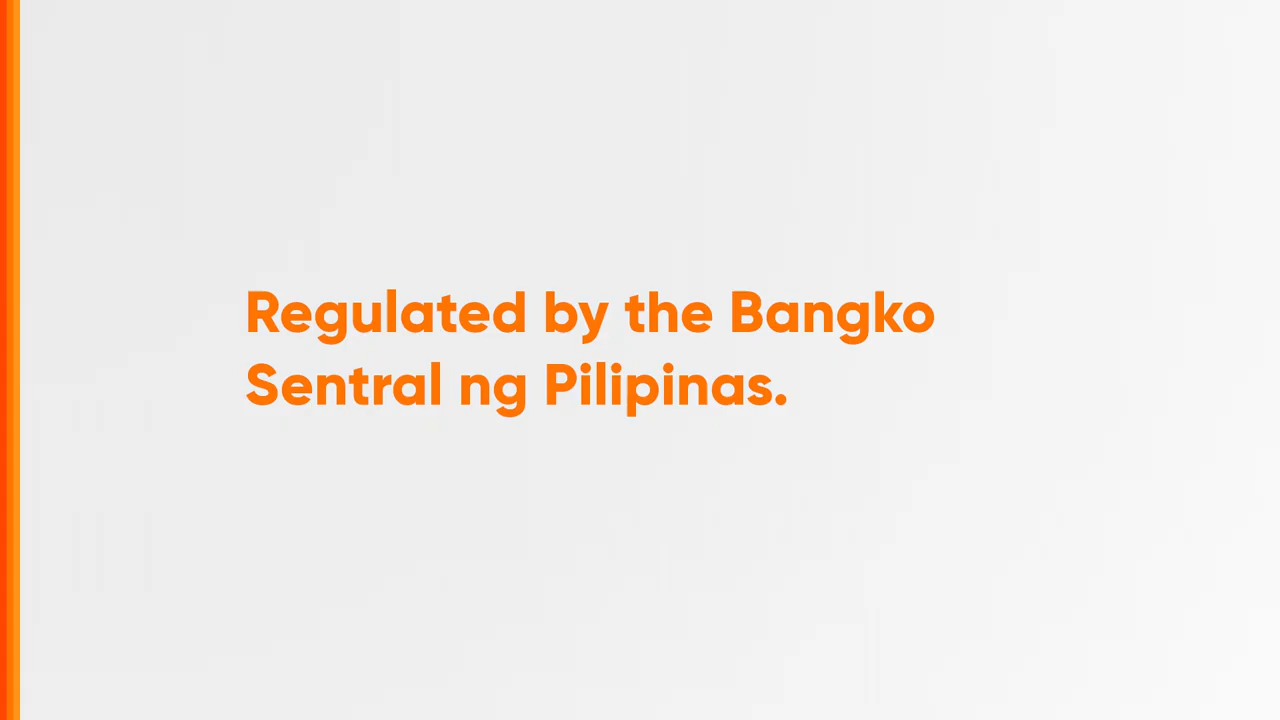 Regulated by the Bangko
Sentral ng Pilipinas.